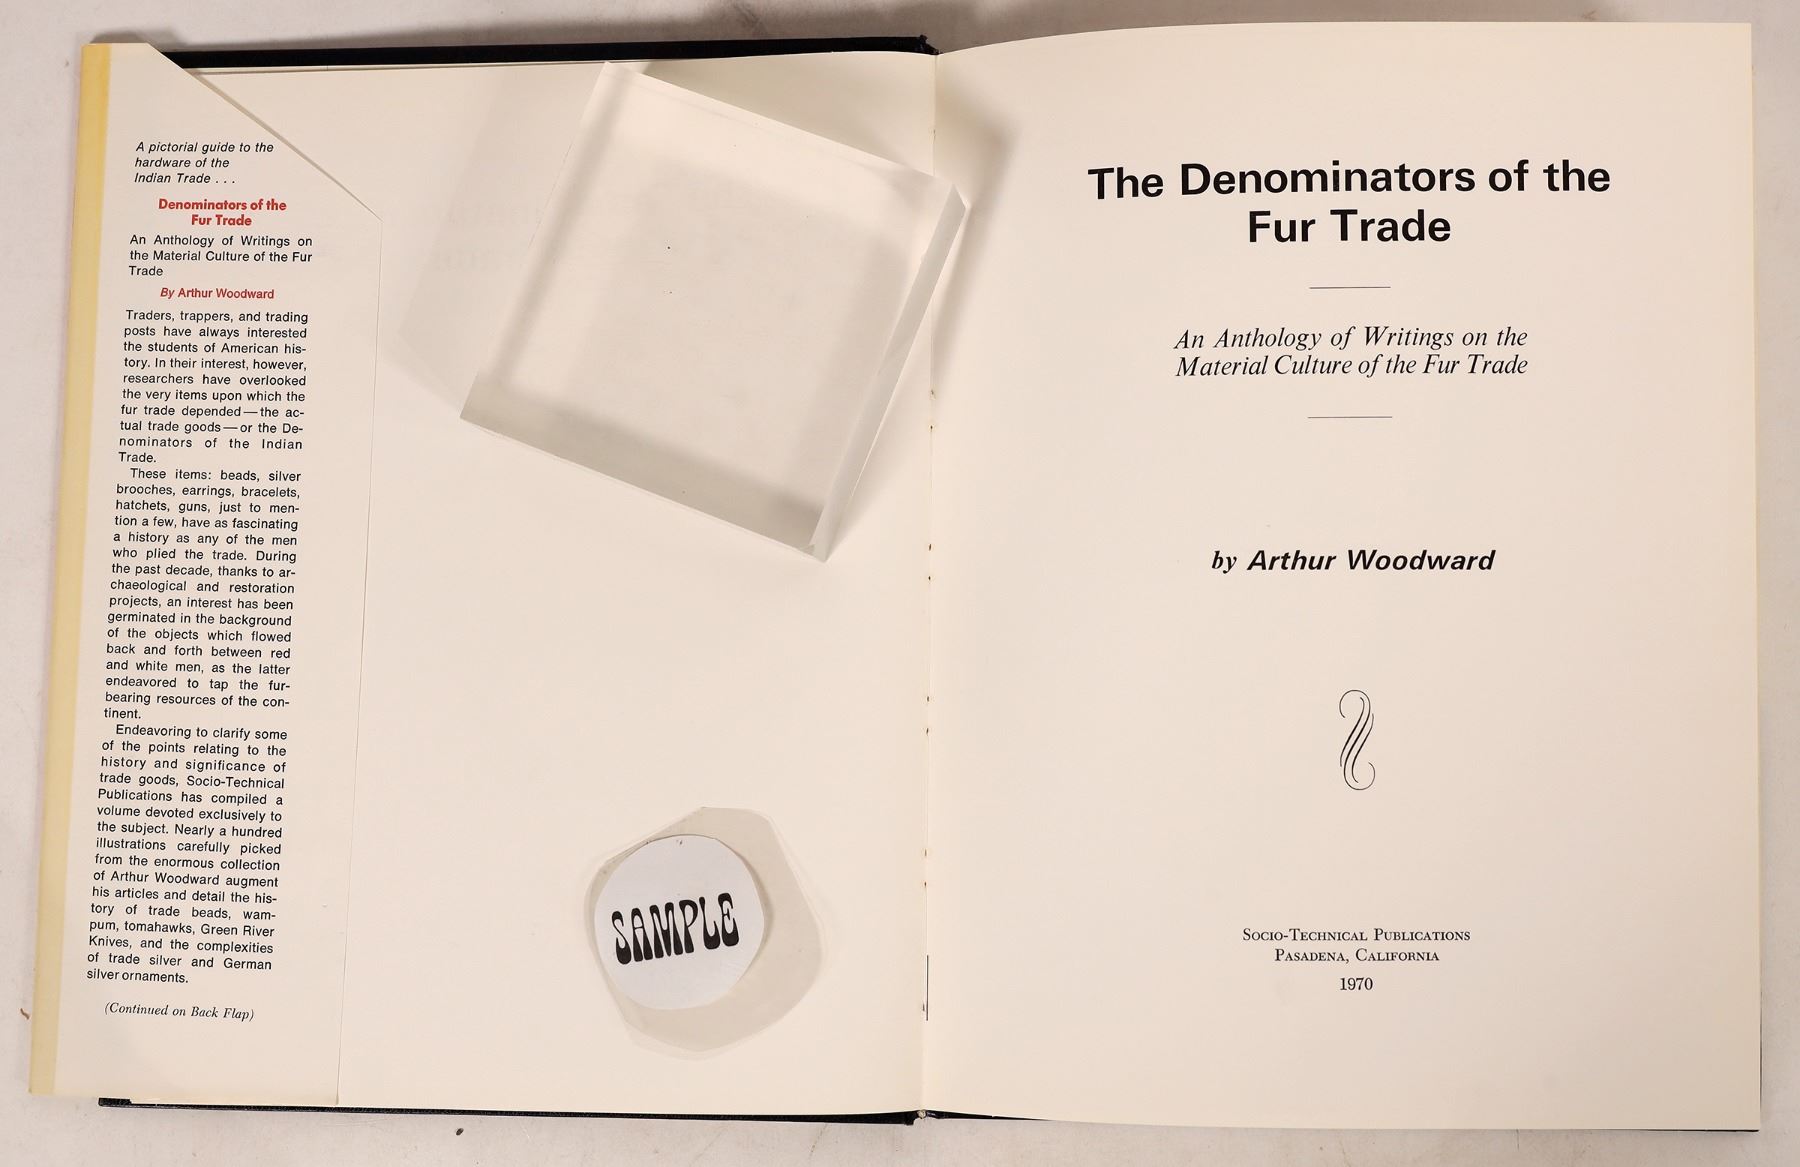 A pictorial guide to the
hardware of the
Indian Trade . . .
Denominators of the
Fur Trade
An Anthology of Writings on
the Material Culture of the Fur
Trade
By Arthur Woodward
Traders, trappers, and trading
posts have always interested
the students of American his-
tory. In their interest, however,
researchers have overlooked
the very items upon which the
fur trade depended—the ac-
tual trade goods—or the De-
nominators of the Indian
Trade.
These items: beads, silver
brooches, earrings, bracelets,
hatchets, guns, just to men-
tion a few, have as fascinating
a history as any of the men
who plied the trade. During
the past decade, thanks to ar-
chaeological and restoration
projects, an interest has been
germinated in the background
of the objects which flowed
back and forth between red
and white men, as the latter
endeavored to tap the fur-
bearing resources of the con-
tinent.
Endeavoring to clarify some
of the points relating to the
history and significance of
trade goods, Socio-Technical
Publications has compiled a
volume devoted exclusively to
the subject. Nearly a hundred
illustrations carefully picked
from the enormous collection
of Arthur Woodward augment
his articles and detail the his-
tory of trade beads, wam-
pum, tomahawks, Green River
Knives, and the complexities
of trade silver and German
silver ornaments.
(Continued on Back Flap)
SAMPLE
The Denominators of the
Fur Trade
An Anthology of Writings on the
Material Culture of the Fur Trade
by Arthur Woodward
Socio-Technical Publications
Pasadena, California
1970